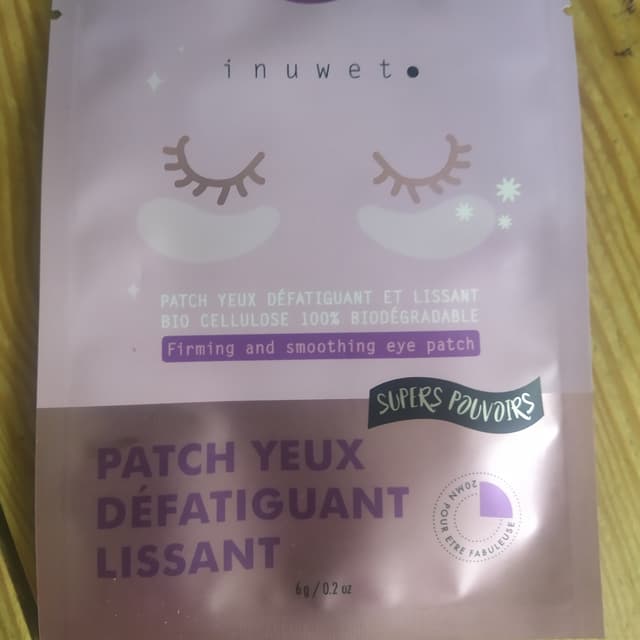 inuwet.
PATCH YEUX DÉFATIGUANT ET LISSANT
BIO CELLULOSE 100% BIODÉGRADABLE
Firming and smoothing eye patch
SUPERS POUVOIRS
PATCH YEUX
DÉFATIGUANT
LISSANT
20MN POUR ETRE FABULEUSE
6g / 0.2 oz